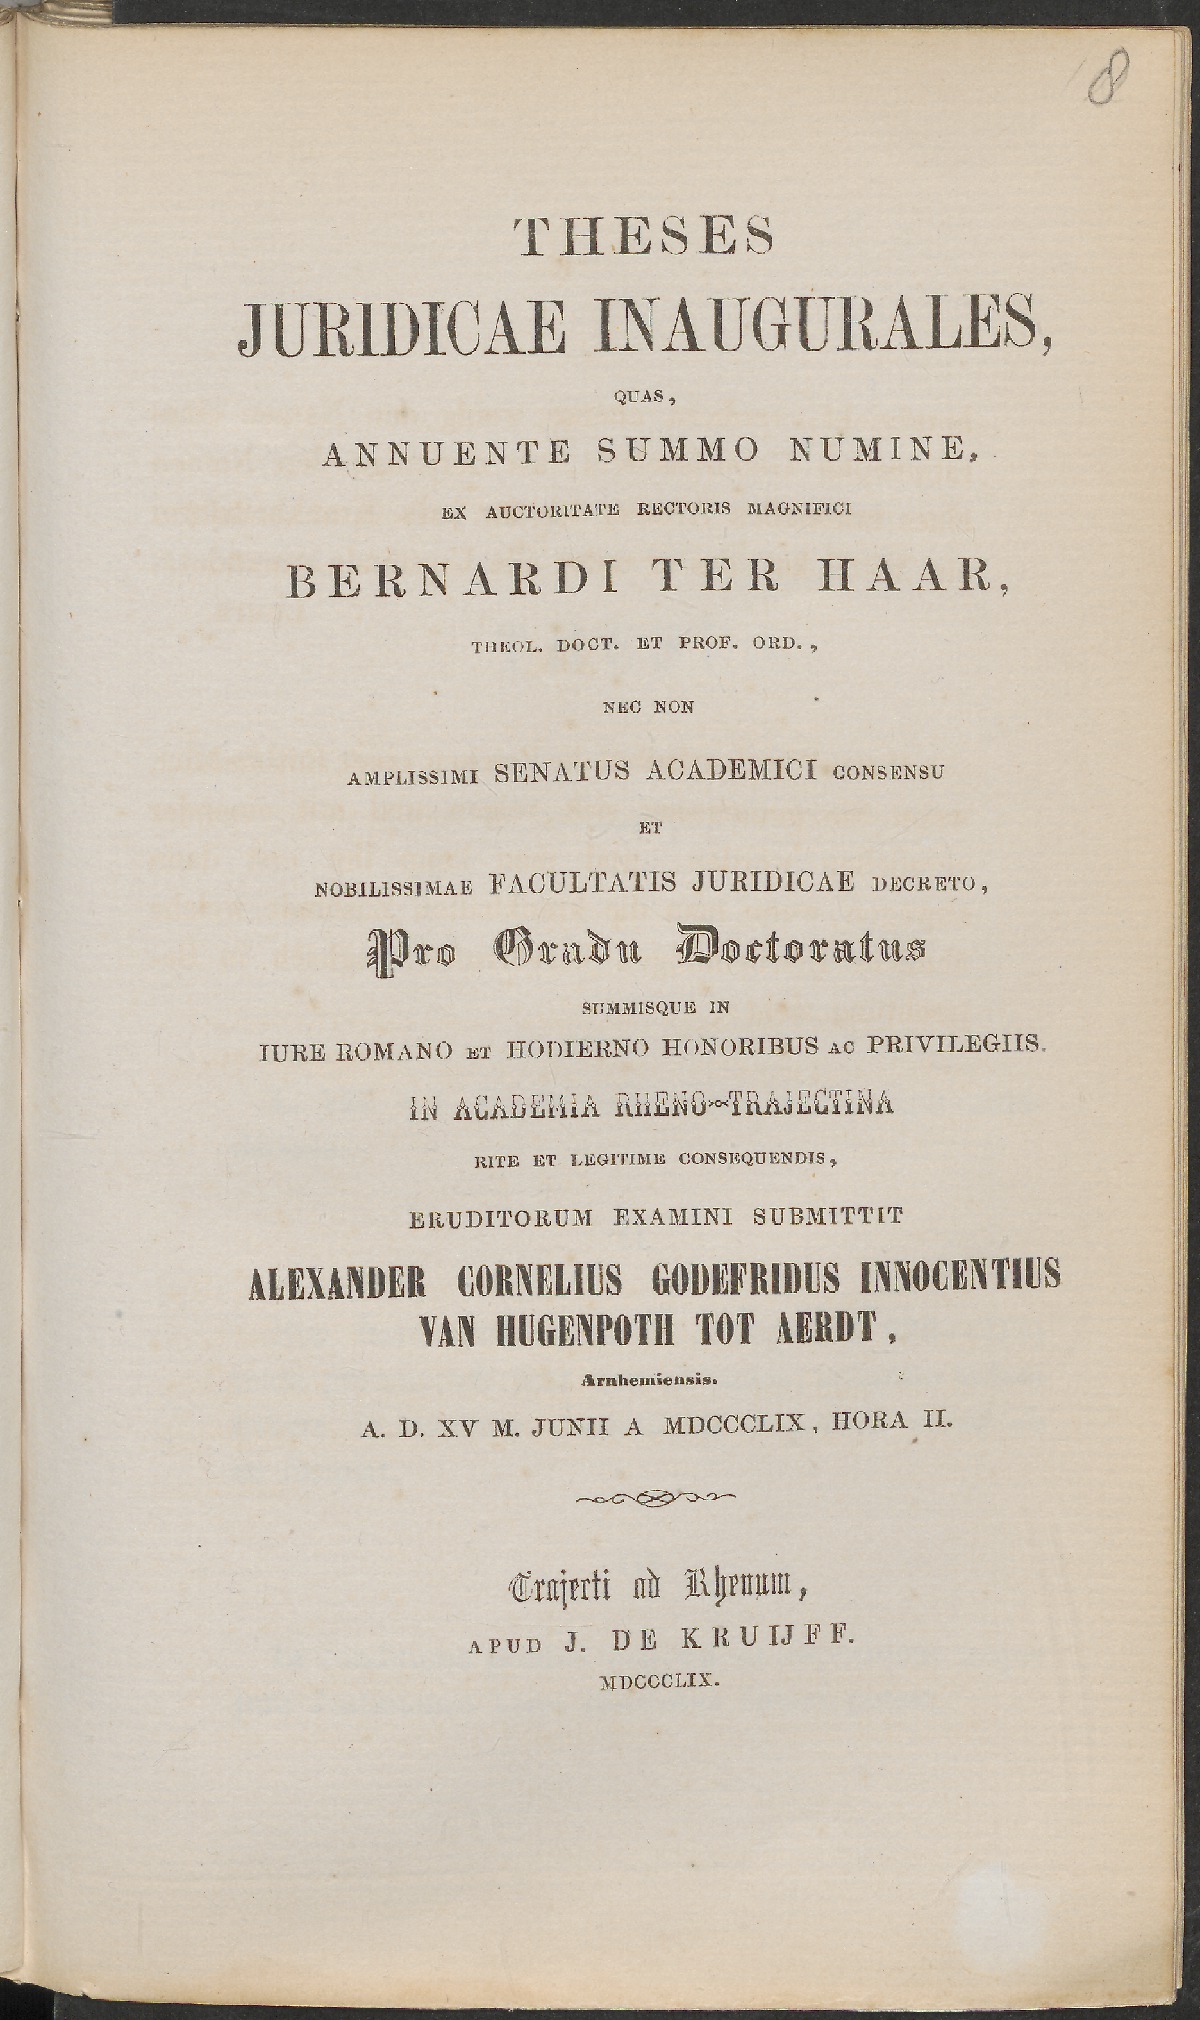 8
THESES
JURIDICAE INAUGURALES,
QUAS,
ANNUENTE SUMMO NUMINE,
EX AUCTORITATE RECTORIS MAGNIFICI
BERNARDI TER HAAR,
THEOL. DOCT. ET PROF. ORD.,
NEC NON
AMPLISSIMI SENATUS ACADEMICI CONSENSU
ET
NOBILISSIMAE FACULTATIS JURIDICAE DECRETO,
Pro Gradu Doctoratus
SUMMISQUE IN
IURE ROMANO ET HODIERNO HONORIBUS AC PRIVILEGIIS.
IN ACADEMIA RHENO-TRAJECTINA
RITE ET LEGITIME CONSEQUENDIS,
ERUDITORUM EXAMINI SUBMITTIT
ALEXANDER CORNELIUS GODEFRIDUS INNOCENTIUS
VAN HUGENPOTH TOT AERDT,
Arnhemiensis.
A. D. XV M. JUNII A MDCCCLIX, HORA II.
Trajecti ad Rhenum,
APUD J. DE KRUIJFF.
MDCCCLIX.